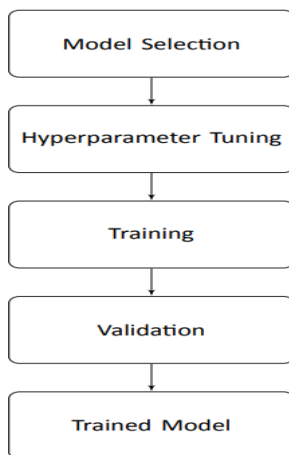 Model Selection
Hyperparameter Tuning
Training
Validation
Trained Model